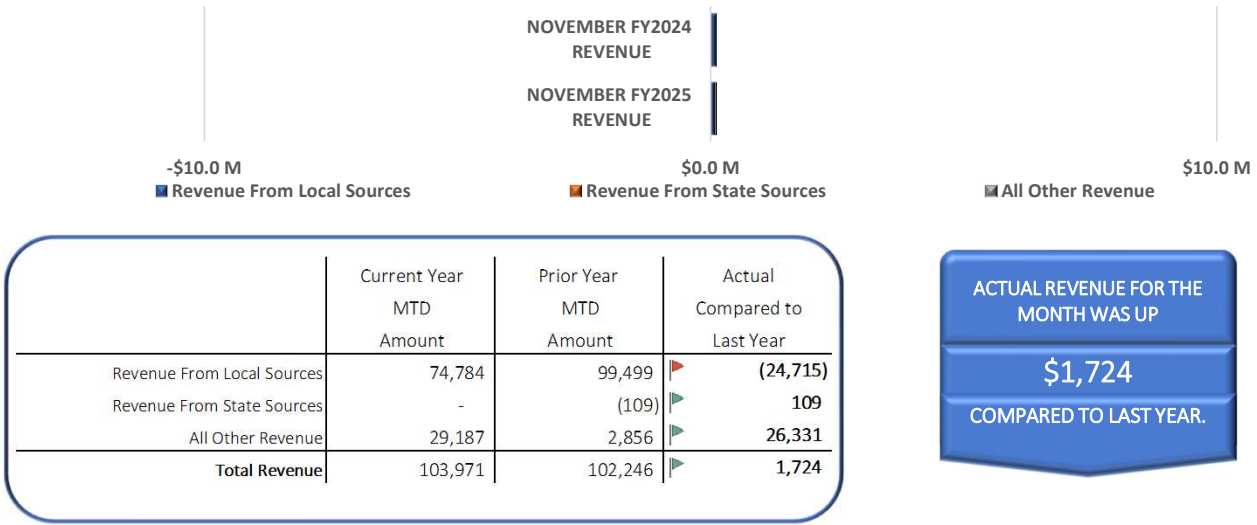 NOVEMBER FY2024
REVENUE
NOVEMBER FY2025
REVENUE
-$10.0 M $0.0 M $10.0 M
Revenue From Local Sources Revenue From State Sources All Other Revenue
Current Year Prior Year Actual
MTD MTD Compared to
Amount Amount Last Year
Revenue From Local Sources 74,784 99,499 (24,715)
Revenue From State Sources - (109) 109
All Other Revenue 29,187 2,856 26,331
Total Revenue 103,971 102,246 1,724
ACTUAL REVENUE FOR THE
MONTH WAS UP
$1,724
COMPARED TO LAST YEAR.